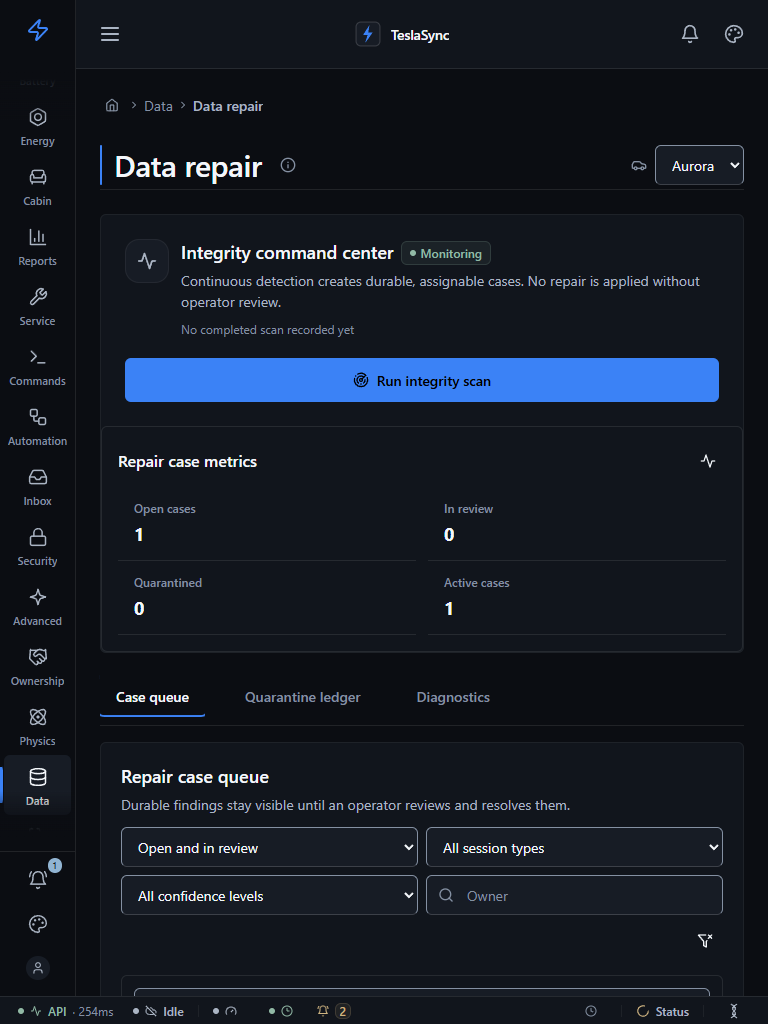 TeslaSync
Battery
Energy
Cabin
Reports
Service
Commands
Automation
Inbox
Security
Advanced
Ownership
Physics
Data
1
Data
Data repair
Data repair
Aurora
Integrity command center
Monitoring
Continuous detection creates durable, assignable cases. No repair is applied without
operator review.
No completed scan recorded yet
Run integrity scan
Repair case metrics
Open cases
1
In review
0
Quarantined
0
Active cases
1
Case queue
Quarantine ledger
Diagnostics
Repair case queue
Durable findings stay visible until an operator reviews and resolves them.
Open and in review
All session types
All confidence levels
Owner
API · 254ms
Idle
2
Status